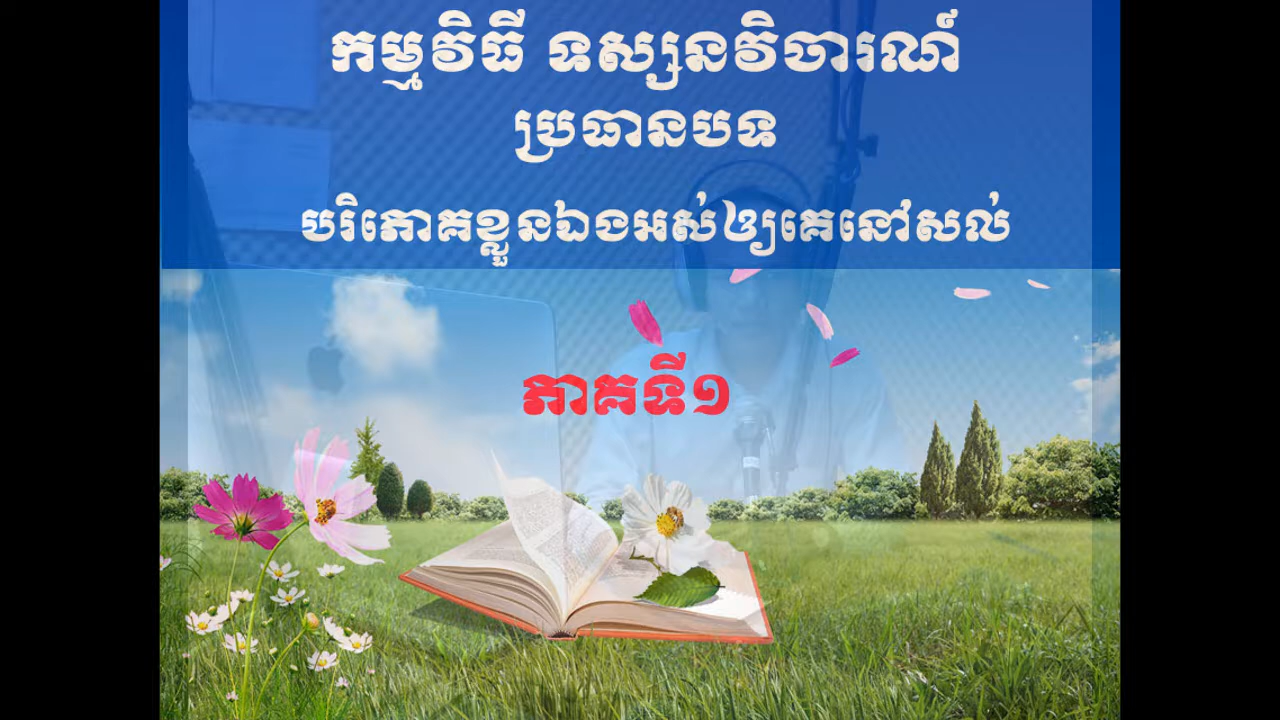 កម្មវិធី ទស្សនវិចារណ៍
ប្រធានបទ
បរិភោគខ្លួនឯងអស់ឲ្យគេនៅសល់
ភាគទី១